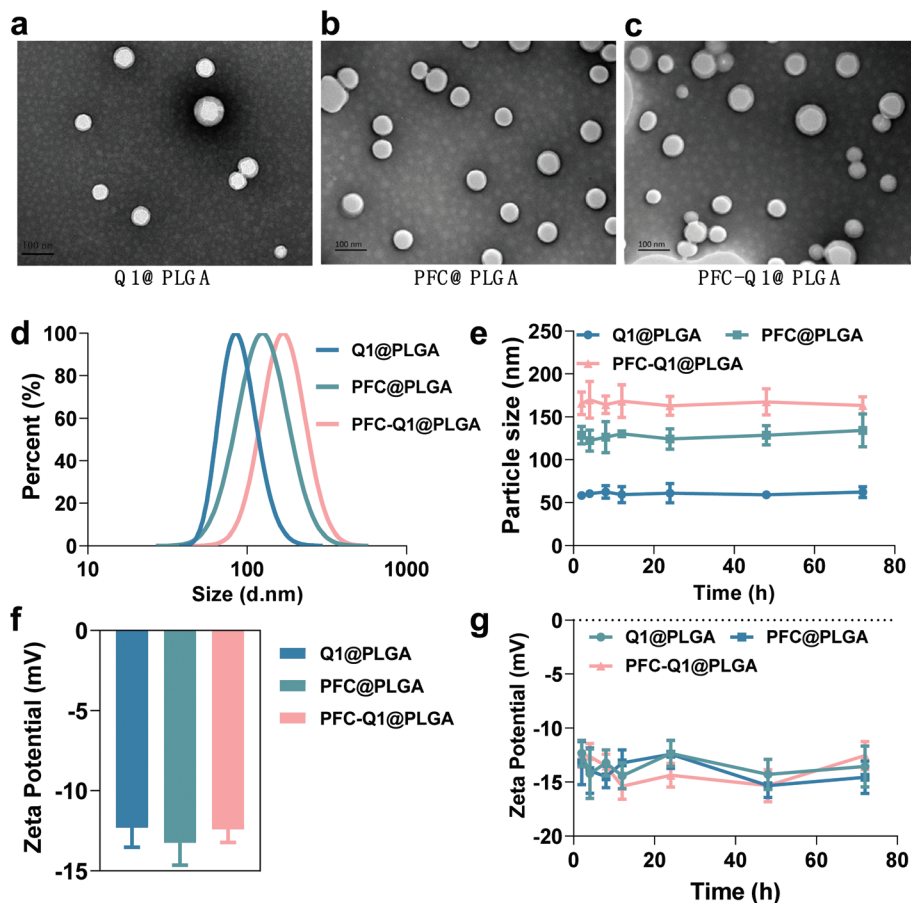 a
b
c
100 nm
100 nm
100 nm
Q1@PLGA
PFC@PLGA
PFC-Q1@PLGA
d
Percent (%)
100
80
60
40
20
0
10
100
1000
Size (d.nm)
Q1@PLGA
PFC@PLGA
PFC-Q1@PLGA
e
Particle size (nm)
250
200
150
100
50
0
0
20
40
60
80
Time (h)
Q1@PLGA
PFC@PLGA
PFC-Q1@PLGA
f
Zeta Potential (mV)
0
-5
-10
-15
Q1@PLGA
PFC@PLGA
PFC-Q1@PLGA
g
Zeta Potential (mV)
0
-5
-10
-15
-20
0
20
40
60
80
Time (h)
Q1@PLGA
PFC@PLGA
PFC-Q1@PLGA